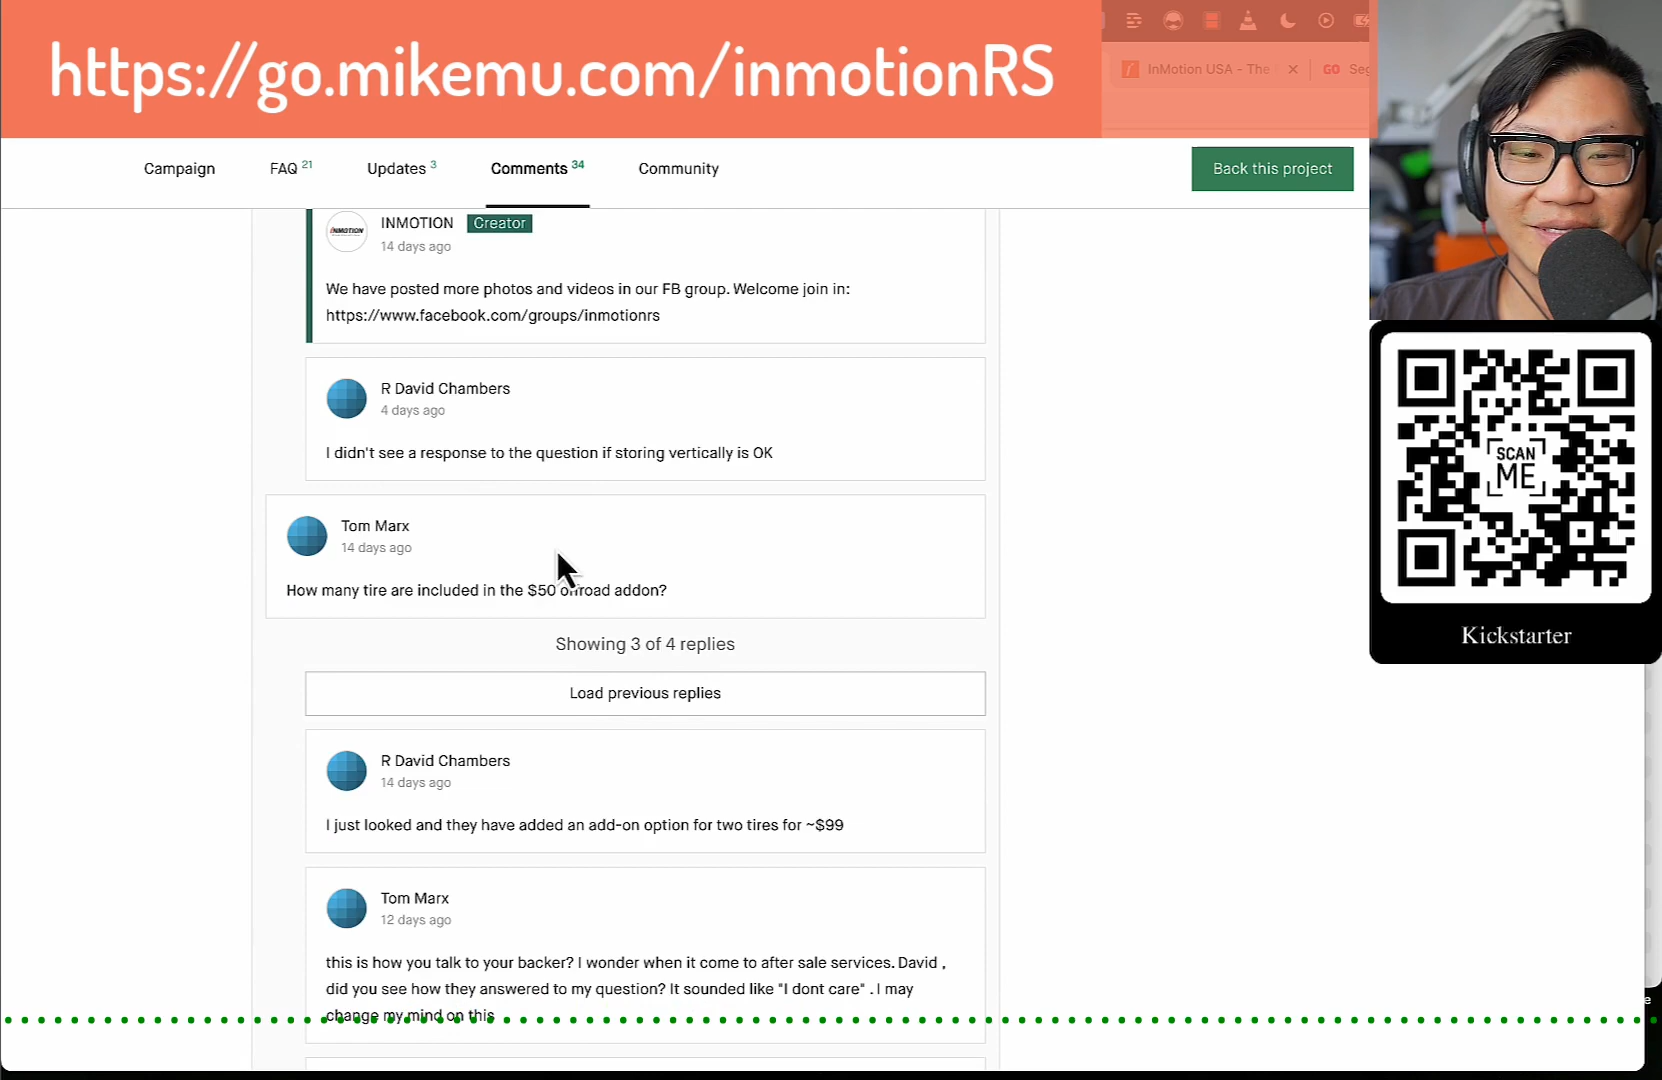 https://go.mikemu.com/inmotionRS
InMotion USA - The
GO Seg
Campaign
FAQ 21
Updates 3
Comments 34
Community
Back this project
INMOTION
INMOTION Creator
14 days ago
We have posted more photos and videos in our FB group. Welcome join in:
https://www.facebook.com/groups/inmotionrs
R David Chambers
4 days ago
I didn't see a response to the question if storing vertically is OK
Tom Marx
14 days ago
How many tire are included in the $50 offroad addon?
Showing 3 of 4 replies
Load previous replies
R David Chambers
14 days ago
I just looked and they have added an add-on option for two tires for ~$99
Tom Marx
12 days ago
this is how you talk to your backer? I wonder when it come to after sale services. David ,
did you see how they answered to my question? It sounded like "I dont care" . I may
change my mind on this
SCAN
ME
Kickstarter